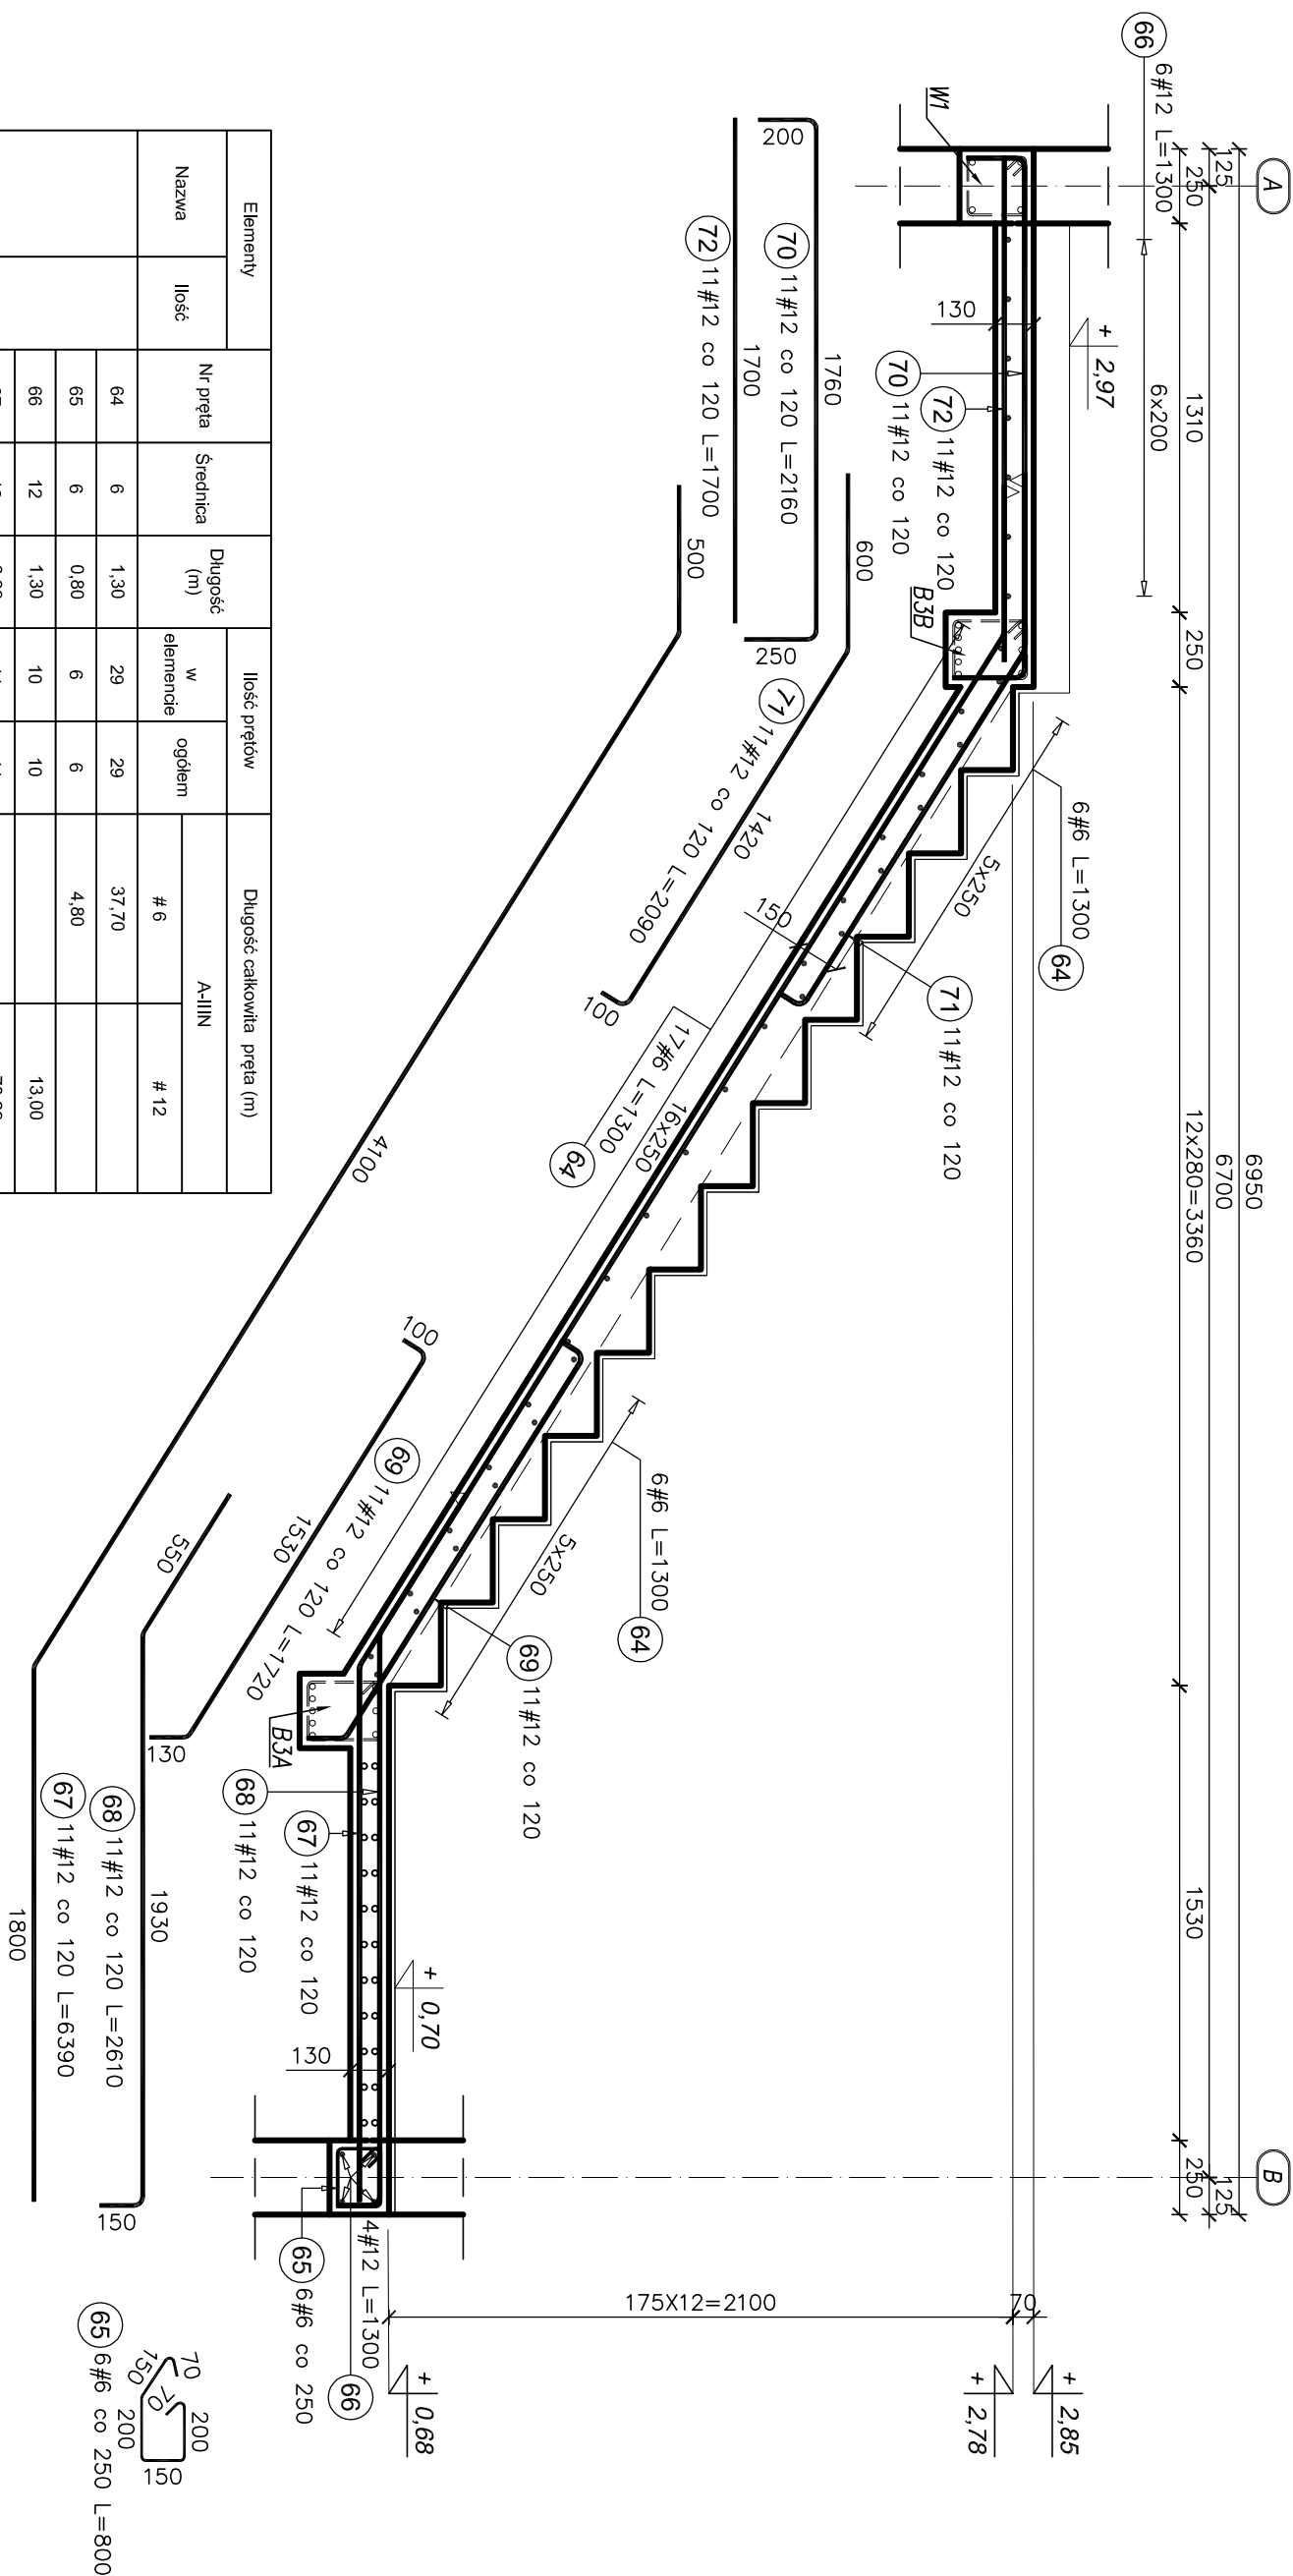 A
B
6950
6700
125
125
250
1310
250
12x280=3360
1530
250
66
6#12 L=1300
6x200
+ 2,97
W1
130
72 11#12 co 120
70 11#12 co 120
B3B
6#6 L=1300
64
5x250
150
71 11#12 co 120
17#6 L=1300
64
16x250
6#6 L=1300
64
5x250
69 11#12 co 120
B3A
68 11#12 co 120
67 11#12 co 120
+ 0,70
130
4#12 L=1300
66
65 6#6 co 250
175X12=2100
70
+ 2,85
+ 2,78
+ 0,68
200
1760
250
70 11#12 co 120 L=2160
1700
72 11#12 co 120 L=1700
600
1420
100
71 11#12 co 120 L=2090
500
4100
1800
67 11#12 co 120 L=6390
100
1530
130
69 11#12 co 120 L=1720
550
1930
150
68 11#12 co 120 L=2610
70
70
150
200
200
150
65 6#6 co 250 L=800
Elementy
Nazwa
Ilość
Nr pręta
Średnica
Długość
(m)
Ilość prętów
w
elemencie
ogółem
Długość całkowita pręta (m)
A-IIIN
# 6
# 12
64 6 1,30 29 29 37,70
65 6 0,80 6 6 4,80
66 12 1,30 10 10 13,00